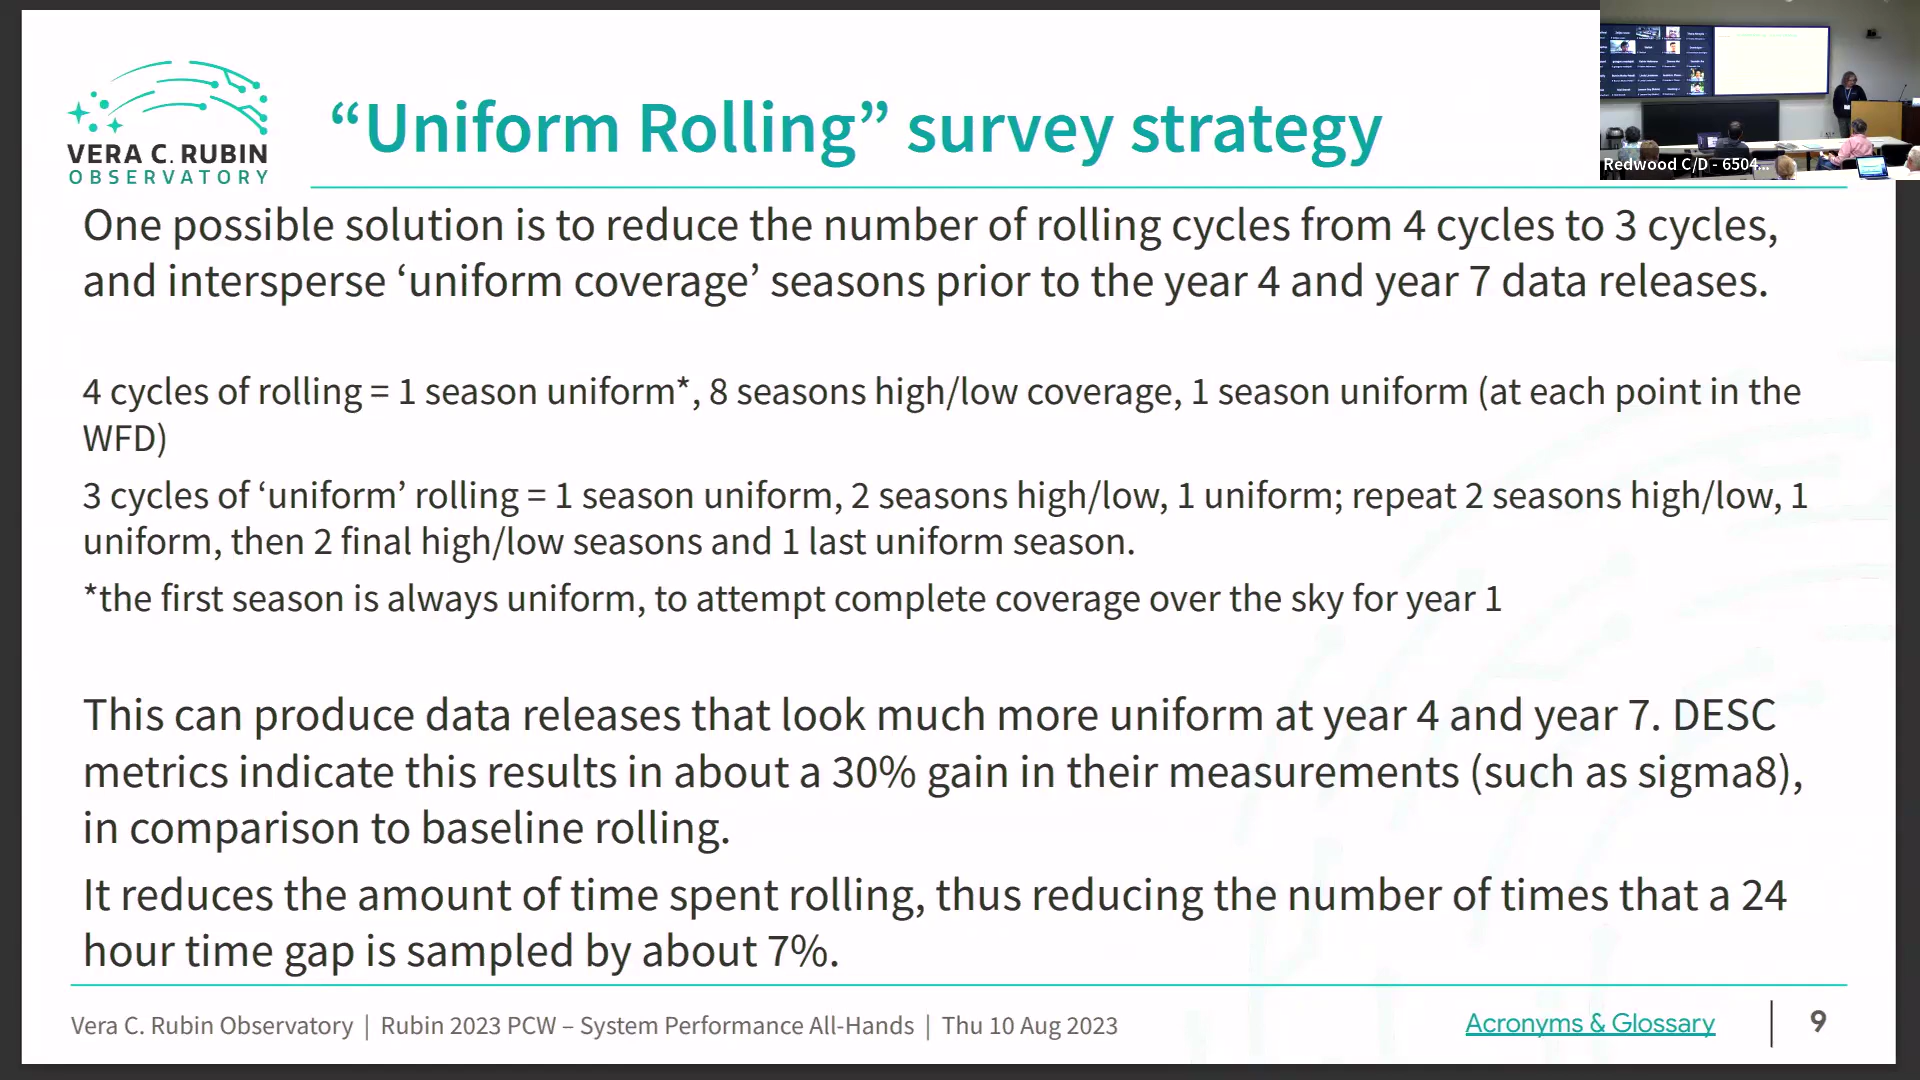 VERA C. RUBIN
OBSERVATORY
“Uniform Rolling” survey strategy
Redwood C/D - 6504...
One possible solution is to reduce the number of rolling cycles from 4 cycles to 3 cycles,
and intersperse ‘uniform coverage’ seasons prior to the year 4 and year 7 data releases.
4 cycles of rolling = 1 season uniform*, 8 seasons high/low coverage, 1 season uniform (at each point in the
WFD)
3 cycles of ‘uniform’ rolling = 1 season uniform, 2 seasons high/low, 1 uniform; repeat 2 seasons high/low, 1
uniform, then 2 final high/low seasons and 1 last uniform season.
*the first season is always uniform, to attempt complete coverage over the sky for year 1
This can produce data releases that look much more uniform at year 4 and year 7. DESC
metrics indicate this results in about a 30% gain in their measurements (such as sigma8),
in comparison to baseline rolling.
It reduces the amount of time spent rolling, thus reducing the number of times that a 24
hour time gap is sampled by about 7%.
Vera C. Rubin Observatory | Rubin 2023 PCW – System Performance All-Hands | Thu 10 Aug 2023
Acronyms & Glossary
9